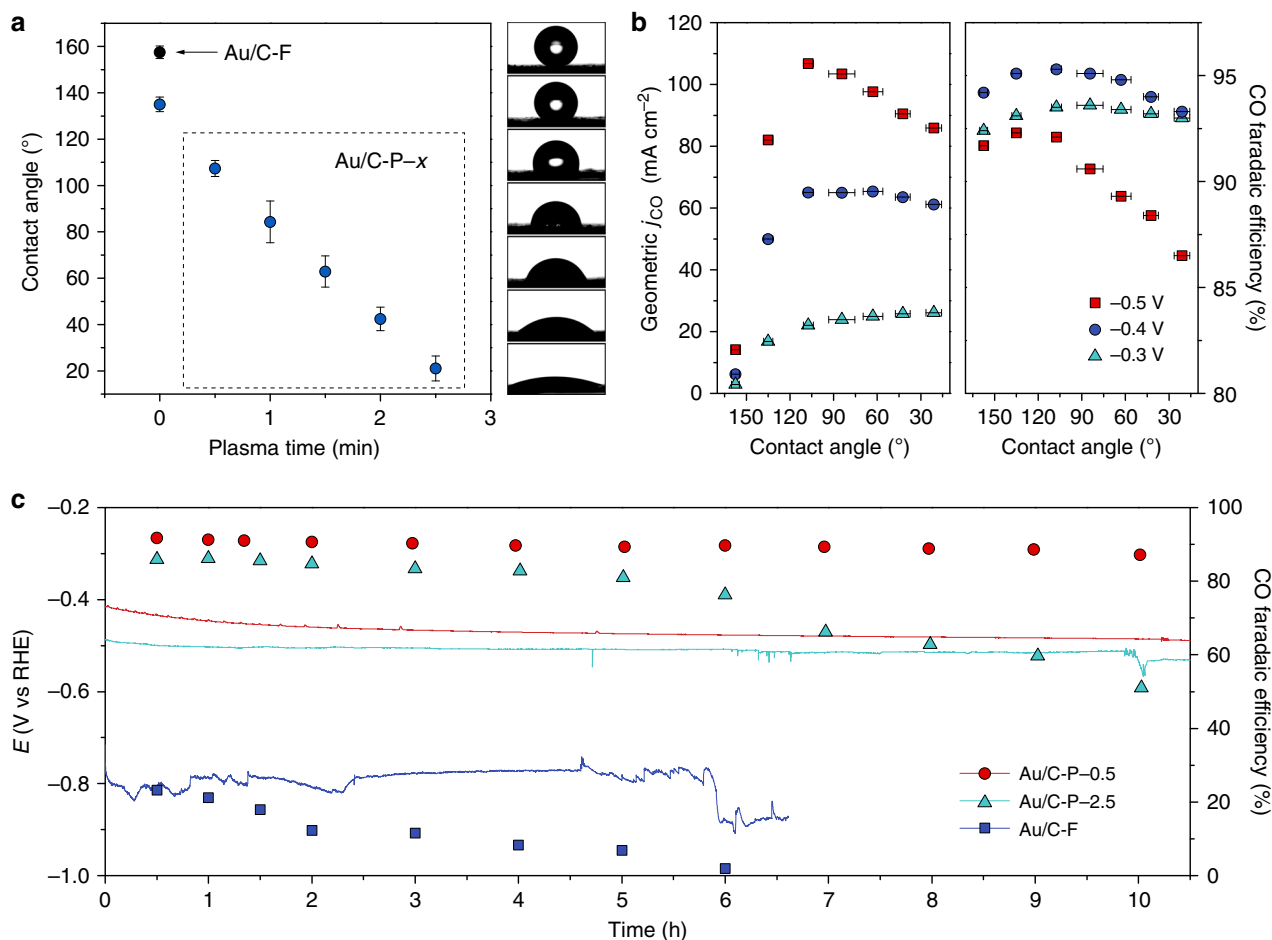 a
160
140
120
100
80
60
40
20
Contact angle (°)
Au/C-F
Au/C-P–x
0
1
2
3
Plasma time (min)
b
120
100
80
60
40
20
0
Geometric jCO (mA cm−2)
150 120 90 60 30
Contact angle (°)
–0.5 V
–0.4 V
–0.3 V
95
90
85
80
CO faradaic efficiency (%)
150 120 90 60 30
Contact angle (°)
c
–0.2
–0.4
–0.6
–0.8
–1.0
E (V vs RHE)
100
80
60
40
20
0
CO faradaic efficiency (%)
Au/C-P–0.5
Au/C-P–2.5
Au/C-F
0 1 2 3 4 5 6 7 8 9 10
Time (h)